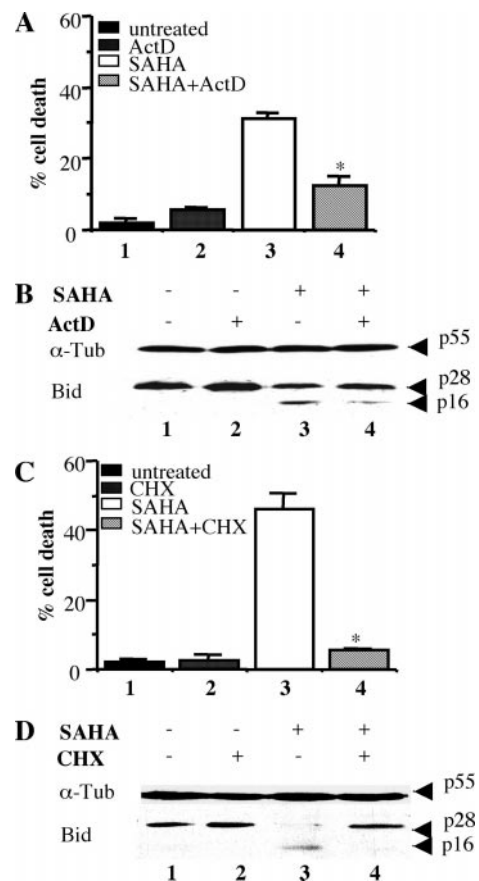 A
60
40
20
0
% cell death
untreated
ActD
SAHA
SAHA+ActD
*
1 2 3 4
B
SAHA - - + +
ActD - + - +
α-Tub p55
Bid p28
p16
1 2 3 4
C
60
40
20
0
% cell death
untreated
CHX
SAHA
SAHA+CHX
*
1 2 3 4
D
SAHA - - + +
CHX - + - +
α-Tub p55
Bid p28
p16
1 2 3 4